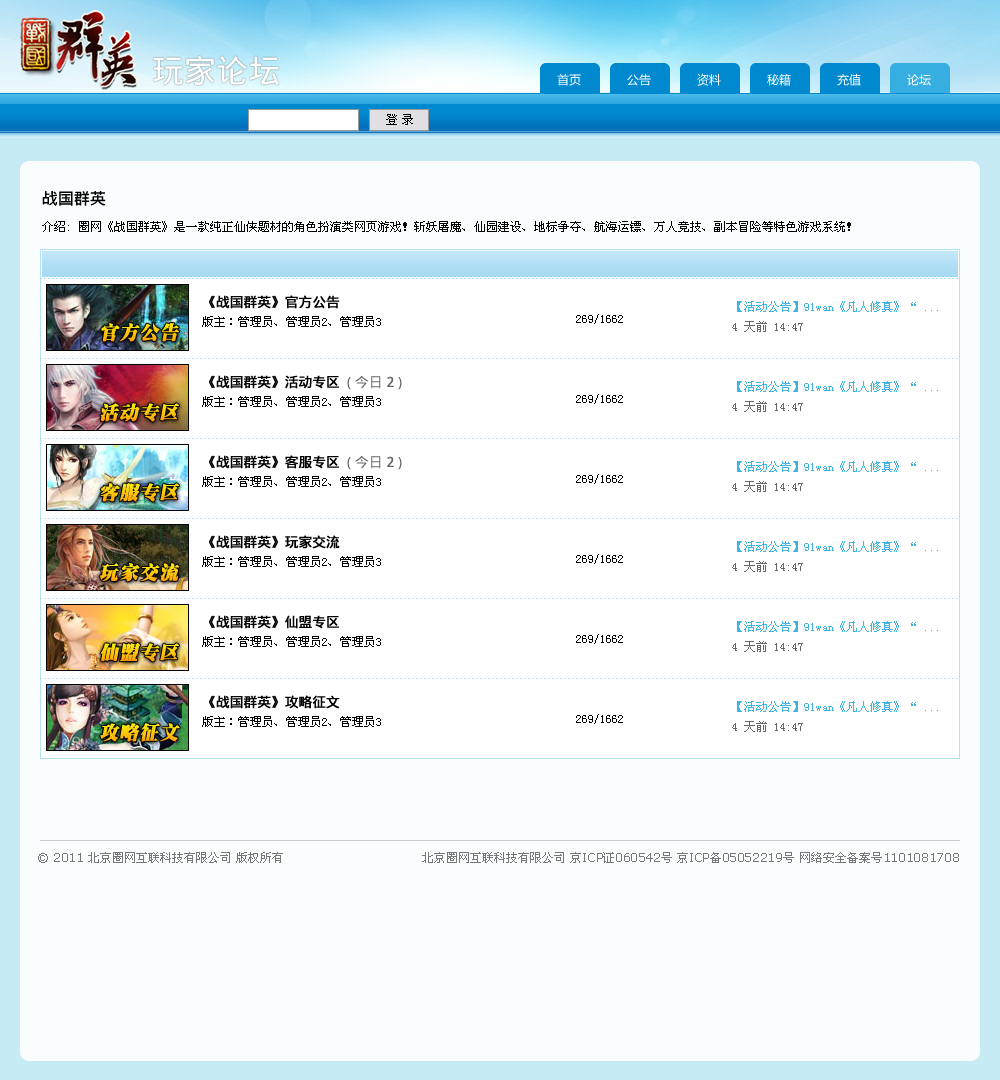 戰國
群英
玩家论坛
首页 公告 资料 秘籍 充值 论坛
登 录
战国群英
介绍: 圈网《战国群英》是一款纯正仙侠题材的角色扮演类网页游戏! 斩妖屠魔、仙园建设、地标争夺、航海运镖、万人竞技、副本冒险等特色游戏系统!
官方公告
《战国群英》官方公告
版主：管理员、管理员2、管理员3
269/1662
【活动公告】91wan《凡人修真》“ ...
4 天前 14:47
活动专区
《战国群英》活动专区 ( 今日 2 )
版主：管理员、管理员2、管理员3
269/1662
【活动公告】91wan《凡人修真》“ ...
4 天前 14:47
客服专区
《战国群英》客服专区 ( 今日 2 )
版主：管理员、管理员2、管理员3
269/1662
【活动公告】91wan《凡人修真》“ ...
4 天前 14:47
玩家交流
《战国群英》玩家交流
版主：管理员、管理员2、管理员3
269/1662
【活动公告】91wan《凡人修真》“ ...
4 天前 14:47
仙盟专区
《战国群英》仙盟专区
版主：管理员、管理员2、管理员3
269/1662
【活动公告】91wan《凡人修真》“ ...
4 天前 14:47
攻略征文
《战国群英》攻略征文
版主：管理员、管理员2、管理员3
269/1662
【活动公告】91wan《凡人修真》“ ...
4 天前 14:47
© 2011 北京圈网互联科技有限公司 版权所有
北京圈网互联科技有限公司 京ICP证060542号 京ICP备05052219号 网络安全备案号1101081708